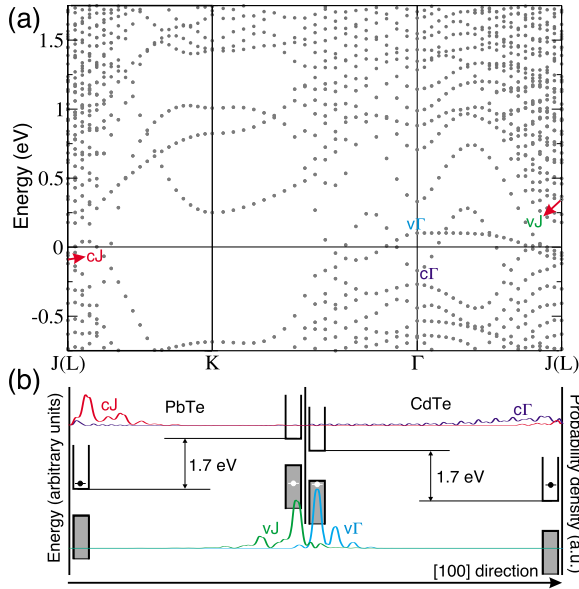 (a)
Energy (eV)
1.5
1
0.5
0
-0.5
cJ
vΓ
cΓ
vJ
J(L) K Γ J(L)
(b)
Energy (arbitrary units)
cJ PbTe CdTe cΓ
1.7 eV 1.7 eV
vJ vΓ
[100] direction
Probability density (a.u.)